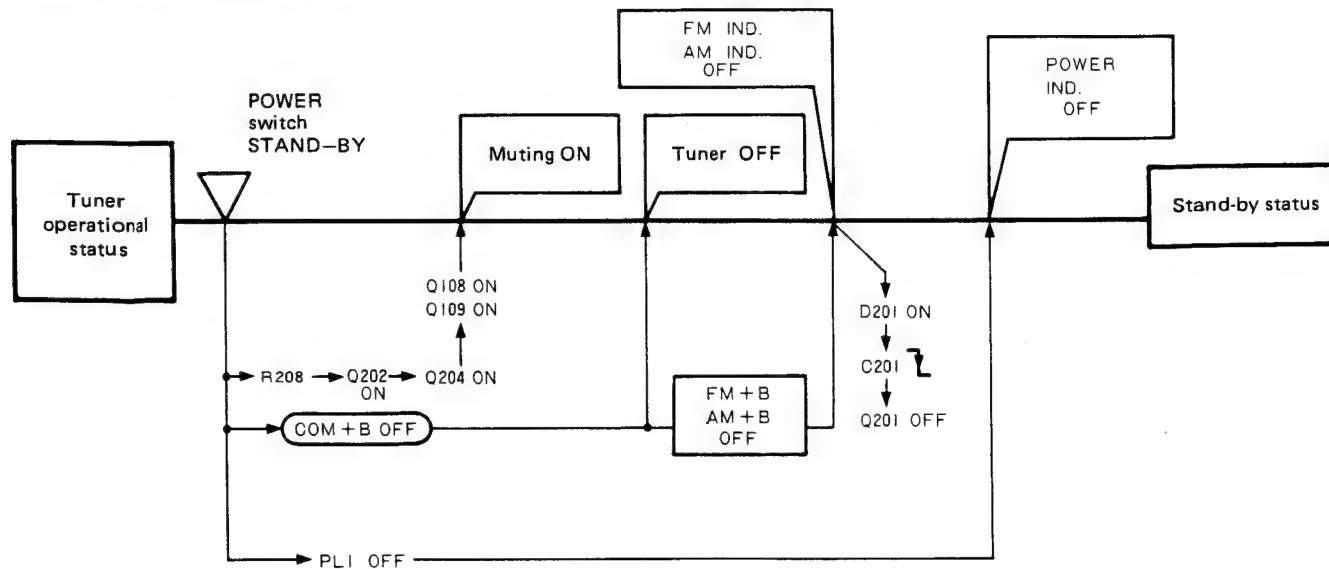 FM IND.
AM IND.
OFF
POWER
IND.
OFF
POWER
switch
STAND-BY
Muting ON
Tuner OFF
Tuner
operational
status
Stand-by status
Q108 ON
Q109 ON
D201 ON
R208
Q202
ON
Q204 ON
C201
FM+B
AM+B
OFF
Q201 OFF
COM+B OFF
PL1 OFF